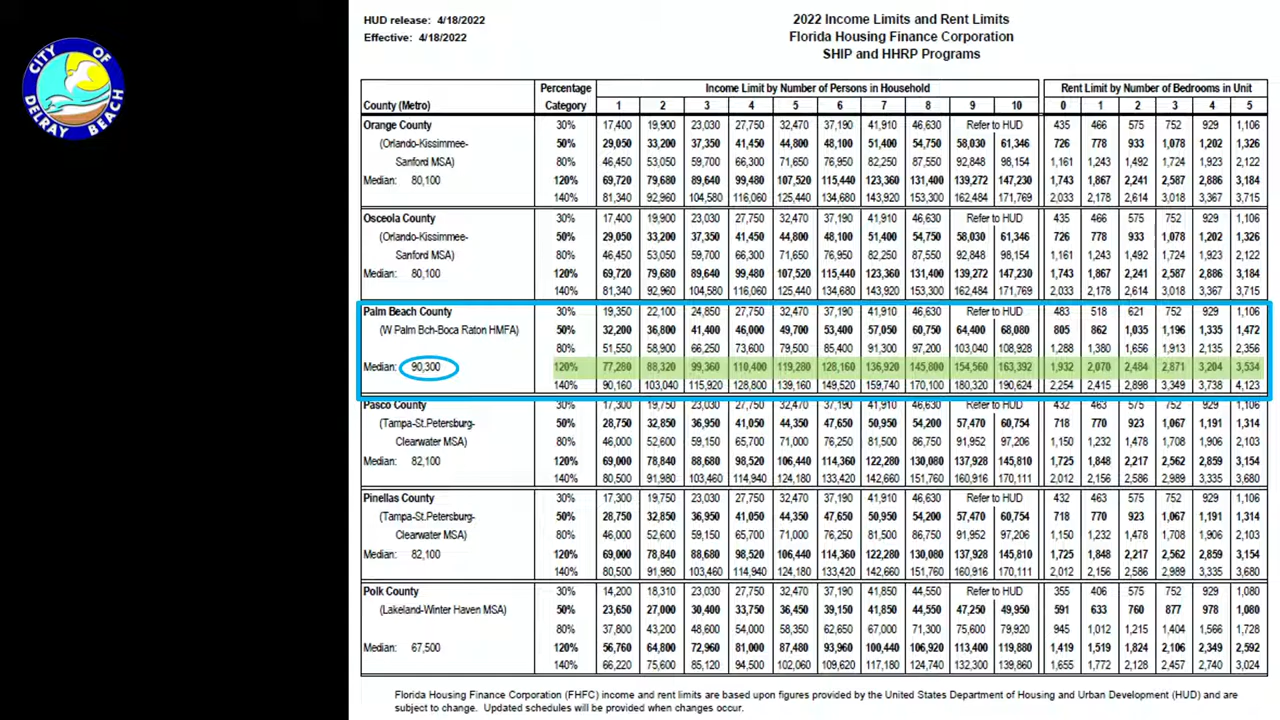 CITY OF
DELRAY BEACH
HUD release: 4/18/2022
Effective: 4/18/2022
2022 Income Limits and Rent Limits
Florida Housing Finance Corporation
SHIP and HHRP Programs
Percentage Income Limit by Number of Persons in Household Rent Limit by Number of Bedrooms in Unit
County (Metro) Category 1 2 3 4 5 6 7 8 9 10 0 1 2 3 4 5
Orange County 30% 17,400 19,900 23,030 27,750 32,470 37,190 41,910 46,630 Refer to HUD 435 466 575 752 929 1,106
(Orlando-Kissimmee- 50% 29,050 33,200 37,350 41,450 44,800 48,100 51,400 54,750 58,030 61,346 726 778 933 1,078 1,202 1,326
Sanford MSA) 80% 46,450 53,050 59,700 66,300 71,650 76,950 82,250 87,550 92,848 98,154 1,161 1,243 1,492 1,724 1,923 2,122
Median: 80,100 120% 69,720 79,680 89,640 99,480 107,520 115,440 123,360 131,400 139,272 147,230 1,743 1,867 2,241 2,587 2,886 3,184
140% 81,340 92,960 104,580 116,060 125,440 134,680 143,920 153,300 162,484 171,769 2,033 2,178 2,614 3,018 3,367 3,715
Osceola County 30% 17,400 19,900 23,030 27,750 32,470 37,190 41,910 46,630 Refer to HUD 435 466 575 752 929 1,106
(Orlando-Kissimmee- 50% 29,050 33,200 37,350 41,450 44,800 48,100 51,400 54,750 58,030 61,346 726 778 933 1,078 1,202 1,326
Sanford MSA) 80% 46,450 53,050 59,700 66,300 71,650 76,950 82,250 87,550 92,848 98,154 1,161 1,243 1,492 1,724 1,923 2,122
Median: 80,100 120% 69,720 79,680 89,640 99,480 107,520 115,440 123,360 131,400 139,272 147,230 1,743 1,867 2,241 2,587 2,886 3,184
140% 81,340 92,960 104,580 116,060 125,440 134,680 143,920 153,300 162,484 171,769 2,033 2,178 2,614 3,018 3,367 3,715
Palm Beach County 30% 19,350 22,100 24,850 27,750 32,470 37,190 41,910 46,630 Refer to HUD 483 518 621 752 929 1,106
(W Palm Bch-Boca Raton HMFA) 50% 32,200 36,800 41,400 46,000 49,700 53,400 57,050 60,750 64,400 68,080 805 862 1,035 1,196 1,335 1,472
80% 51,550 58,900 66,250 73,600 79,500 85,400 91,300 97,200 103,040 108,928 1,288 1,380 1,656 1,913 2,135 2,356
Median: 90,300 120% 77,280 88,320 99,360 110,400 119,280 128,160 136,920 145,800 154,560 163,392 1,932 2,070 2,484 2,871 3,204 3,534
140% 90,160 103,040 115,920 128,800 139,160 149,520 159,740 170,100 180,320 190,624 2,254 2,415 2,898 3,349 3,738 4,123
Pasco County 30% 17,300 19,750 23,030 27,750 32,470 37,190 41,910 46,630 Refer to HUD 432 463 575 752 929 1,106
(Tampa-St.Petersburg- 50% 28,750 32,850 36,950 41,050 44,350 47,650 50,950 54,200 57,470 60,754 718 770 923 1,067 1,191 1,314
Clearwater MSA) 80% 46,000 52,600 59,150 65,700 71,000 76,250 81,500 86,750 91,952 97,206 1,150 1,232 1,478 1,708 1,906 2,103
Median: 82,100 120% 69,000 78,840 88,680 98,520 106,440 114,360 122,280 130,080 137,928 145,810 1,725 1,848 2,217 2,562 2,859 3,154
140% 80,500 91,980 103,460 114,940 124,180 133,420 142,660 151,760 160,916 170,111 2,012 2,156 2,586 2,989 3,335 3,680
Pinellas County 30% 17,300 19,750 23,030 27,750 32,470 37,190 41,910 46,630 Refer to HUD 432 463 575 752 929 1,106
(Tampa-St.Petersburg- 50% 28,750 32,850 36,950 41,050 44,350 47,650 50,950 54,200 57,470 60,754 718 770 923 1,067 1,191 1,314
Clearwater MSA) 80% 46,000 52,600 59,150 65,700 71,000 76,250 81,500 86,750 91,952 97,206 1,150 1,232 1,478 1,708 1,906 2,103
Median: 82,100 120% 69,000 78,840 88,680 98,520 106,440 114,360 122,280 130,080 137,928 145,810 1,725 1,848 2,217 2,562 2,859 3,154
140% 80,500 91,980 103,460 114,940 124,180 133,420 142,660 151,760 160,916 170,111 2,012 2,156 2,586 2,989 3,335 3,680
Polk County 30% 14,200 18,310 23,030 27,750 32,470 37,190 41,850 44,550 Refer to HUD 355 406 575 752 929 1,080
(Lakeland-Winter Haven MSA) 50% 23,650 27,000 30,400 33,750 36,450 39,150 41,850 44,550 47,250 49,950 591 633 760 877 978 1,080
80% 37,800 43,200 48,600 54,000 58,350 62,650 67,000 71,300 75,600 79,920 945 1,012 1,215 1,404 1,566 1,728
Median: 67,500 120% 56,760 64,800 72,960 81,000 87,480 93,960 100,440 106,920 113,400 119,880 1,419 1,519 1,824 2,106 2,349 2,592
140% 66,220 75,600 85,120 94,500 102,060 109,620 117,180 124,740 132,300 139,860 1,655 1,772 2,128 2,457 2,740 3,024
Florida Housing Finance Corporation (FHFC) income and rent limits are based upon figures provided by the United States Department of Housing and Urban Development (HUD) and are
subject to change. Updated schedules will be provided when changes occur.